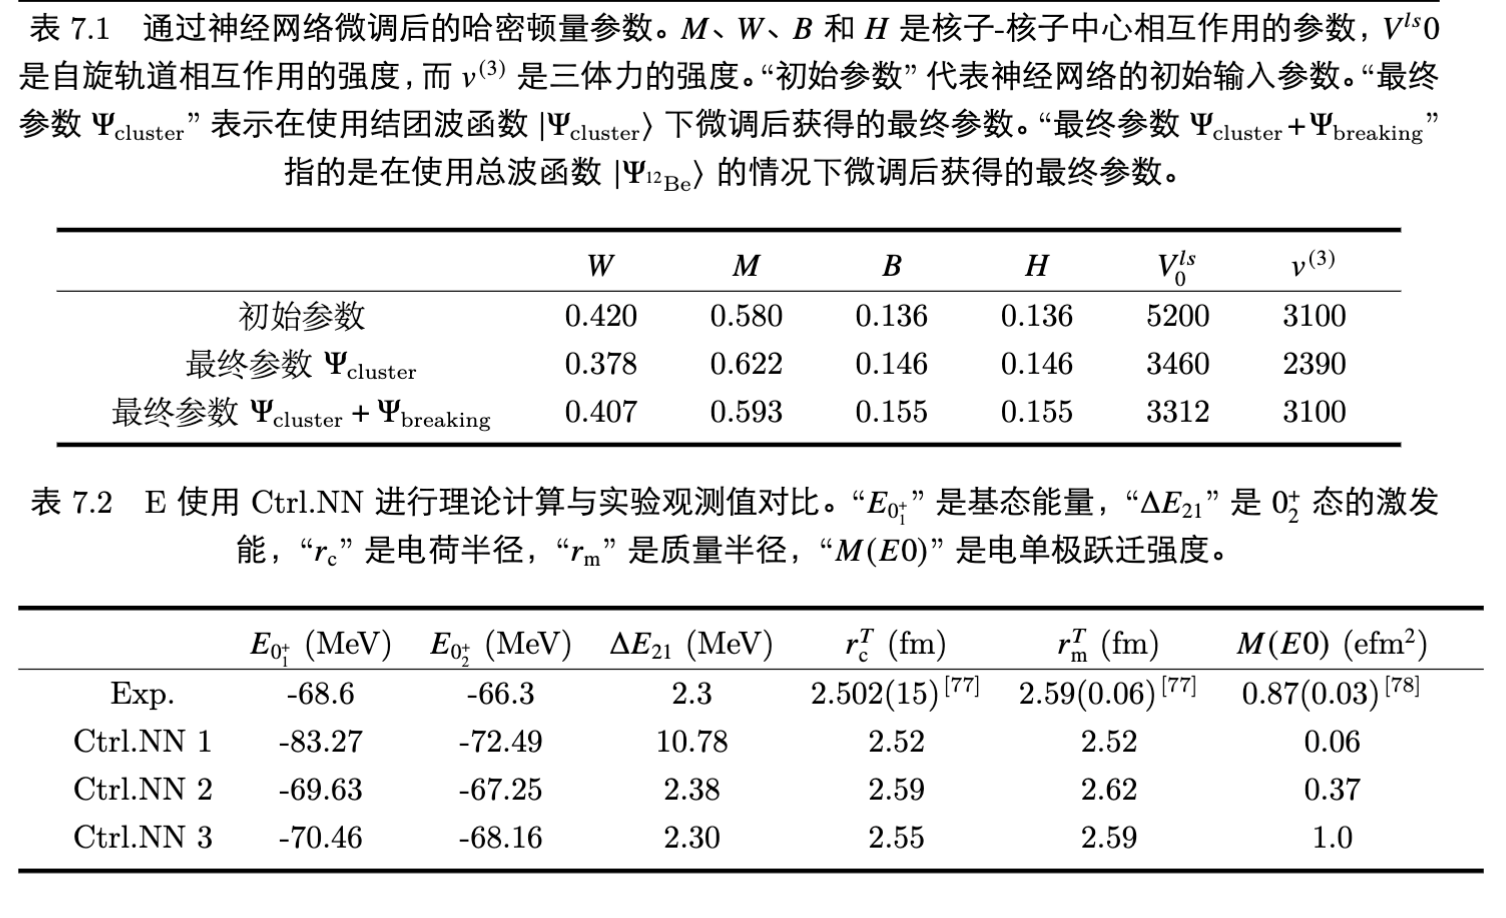 表 7.1 通过神经网络微调后的哈密顿量参数。M、W、B 和 H 是核子-核子中心相互作用的参数，V^{ls}0
是自旋轨道相互作用的强度，而 v^{(3)} 是三体力的强度。“初始参数” 代表神经网络的初始输入参数。“最终
参数 Ψ_{cluster}” 表示在使用结团波函数 |Ψ_{cluster}⟩ 下微调后获得的最终参数。“最终参数 Ψ_{cluster}+Ψ_{breaking}”
指的是在使用总波函数 |Ψ_{^{12}Be}⟩ 的情况下微调后获得的最终参数。
W M B H V_0^{ls} v^{(3)}
初始参数 0.420 0.580 0.136 0.136 5200 3100
最终参数 Ψ_{cluster} 0.378 0.622 0.146 0.146 3460 2390
最终参数 Ψ_{cluster} + Ψ_{breaking} 0.407 0.593 0.155 0.155 3312 3100
表 7.2 E 使用 Ctrl.NN 进行理论计算与实验观测值对比。“E_{0_1^+}” 是基态能量，“ΔE_{21}” 是 0_2^+ 态的激发
能，“r_c” 是电荷半径，“r_m” 是质量半径，“M(E0)” 是电单极跃迁强度。
E_{0_1^+} (MeV) E_{0_2^+} (MeV) ΔE_{21} (MeV) r_c^T (fm) r_m^T (fm) M(E0) (efm^2)
Exp. -68.6 -66.3 2.3 2.502(15)^{[77]} 2.59(0.06)^{[77]} 0.87(0.03)^{[78]}
Ctrl.NN 1 -83.27 -72.49 10.78 2.52 2.52 0.06
Ctrl.NN 2 -69.63 -67.25 2.38 2.59 2.62 0.37
Ctrl.NN 3 -70.46 -68.16 2.30 2.55 2.59 1.0